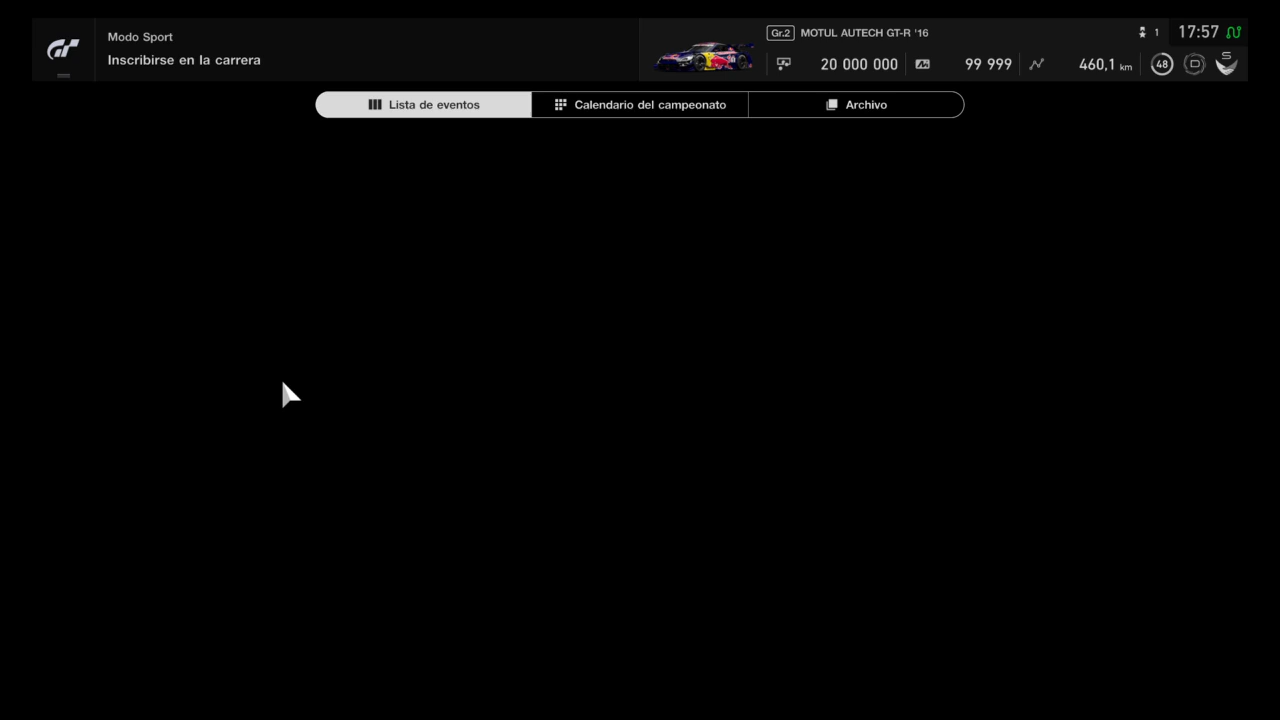 Modo Sport
Inscribirse en la carrera
Gr.2 MOTUL AUTECH GT-R '16
1
17:57
20 000 000
99 999
460,1 km
48
D
S
Lista de eventos
Calendario del campeonato
Archivo